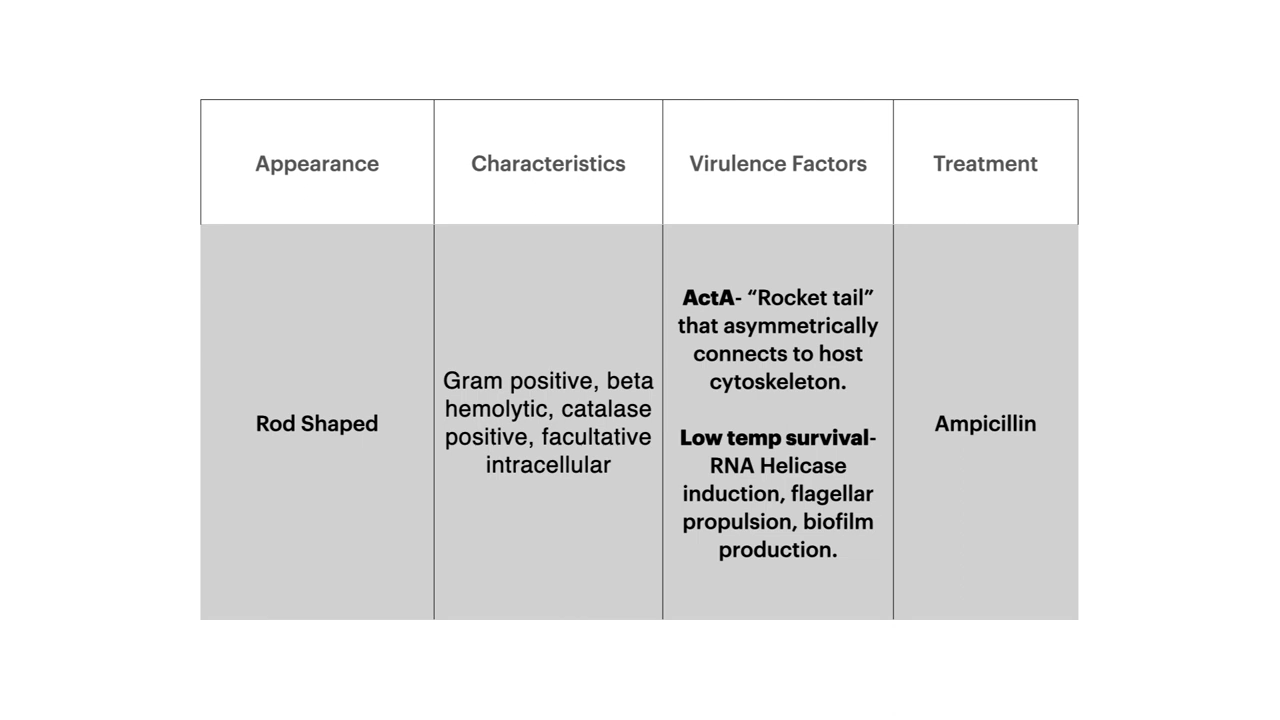 Appearance
Characteristics
Virulence Factors
Treatment
Rod Shaped
Gram positive, beta
hemolytic, catalase
positive, facultative
intracellular
ActA- “Rocket tail”
that asymmetrically
connects to host
cytoskeleton.
Low temp survival-
RNA Helicase
induction, flagellar
propulsion, biofilm
production.
Ampicillin